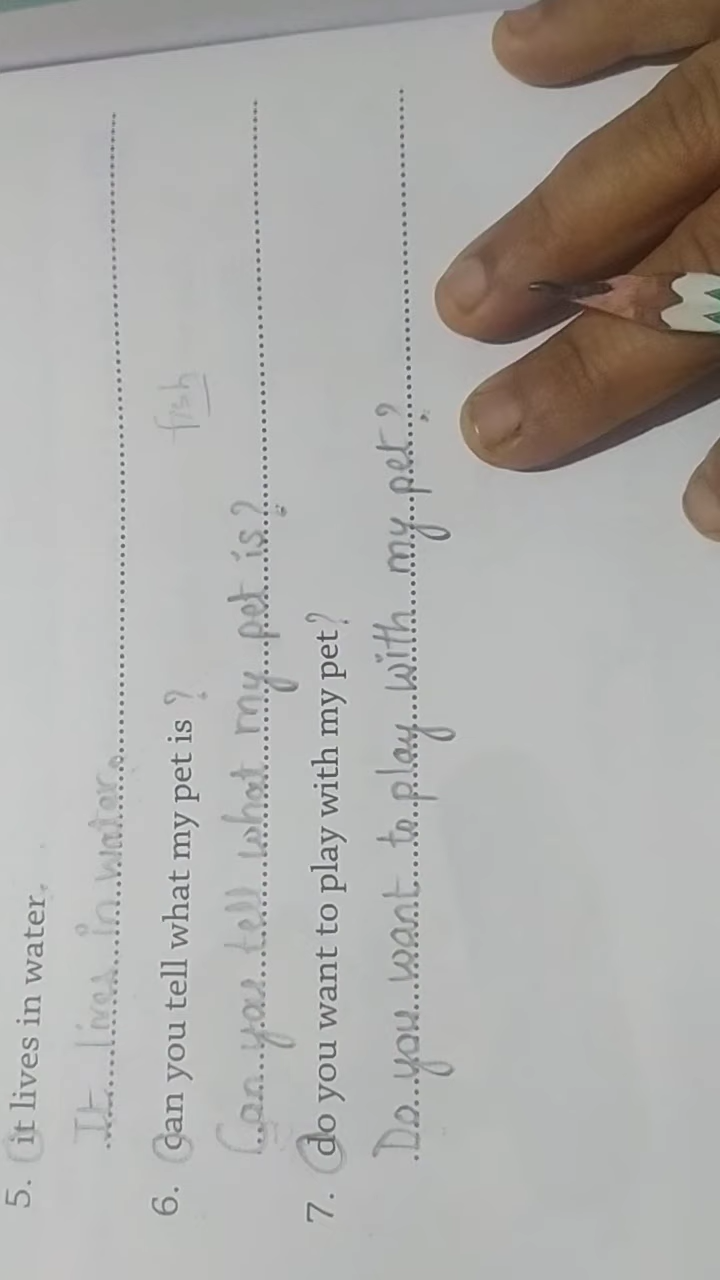 5. it lives in water.
It lives in water.
6. can you tell what my pet is ?
fish
Can you tell what my pet is ?
7. do you want to play with my pet?
Do you want to play with my pet?